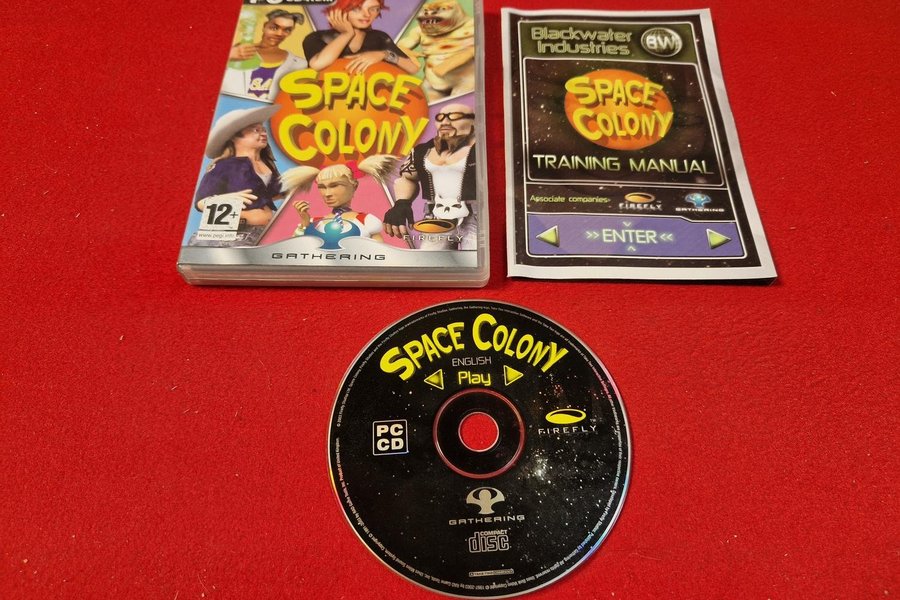 SPACE
COLONY
12+
www.pegi.info
FIREFLY
GATHERING
Blackwater
Industries
BW
SPACE
COLONY
TRAINING MANUAL
Associate companies:
FIREFLY
GATHERING
>> ENTER <<
SPACE COLONY
ENGLISH
Play
PC
CD
FIREFLY
GATHERING
COMPACT
disc